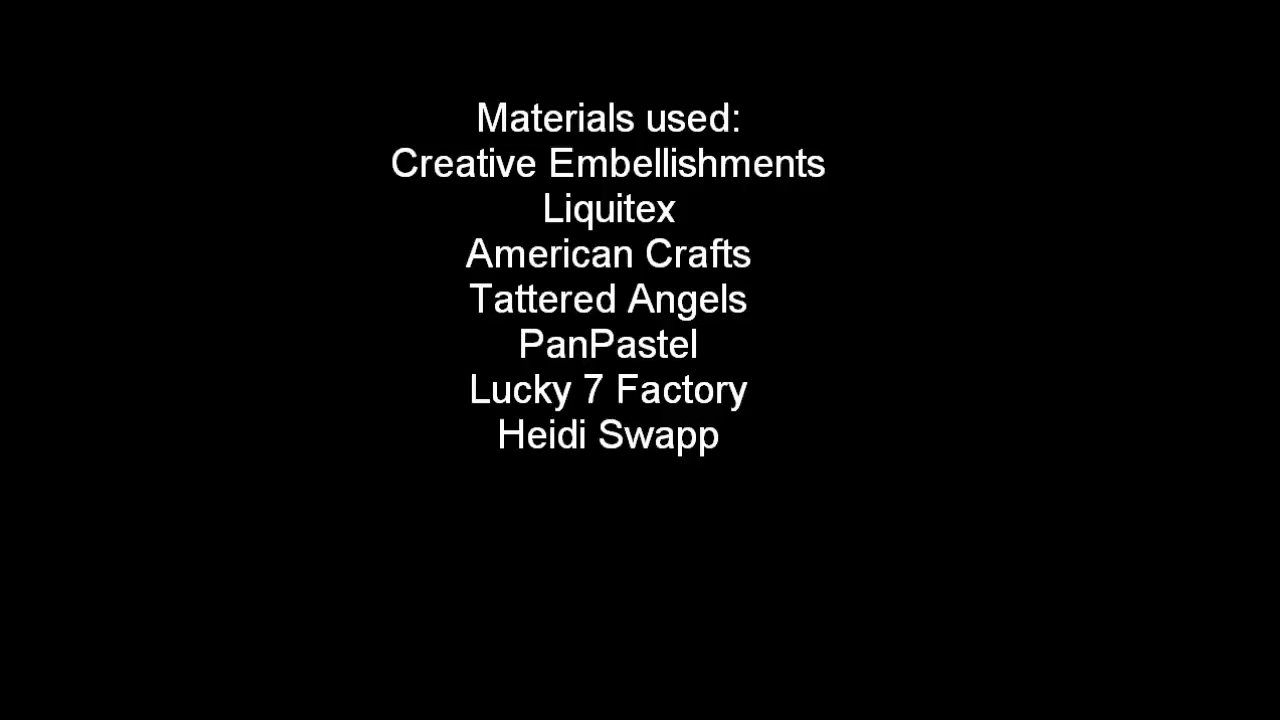 Materials used:
Creative Embellishments
Liquitex
American Crafts
Tattered Angels
PanPastel
Lucky 7 Factory
Heidi Swapp